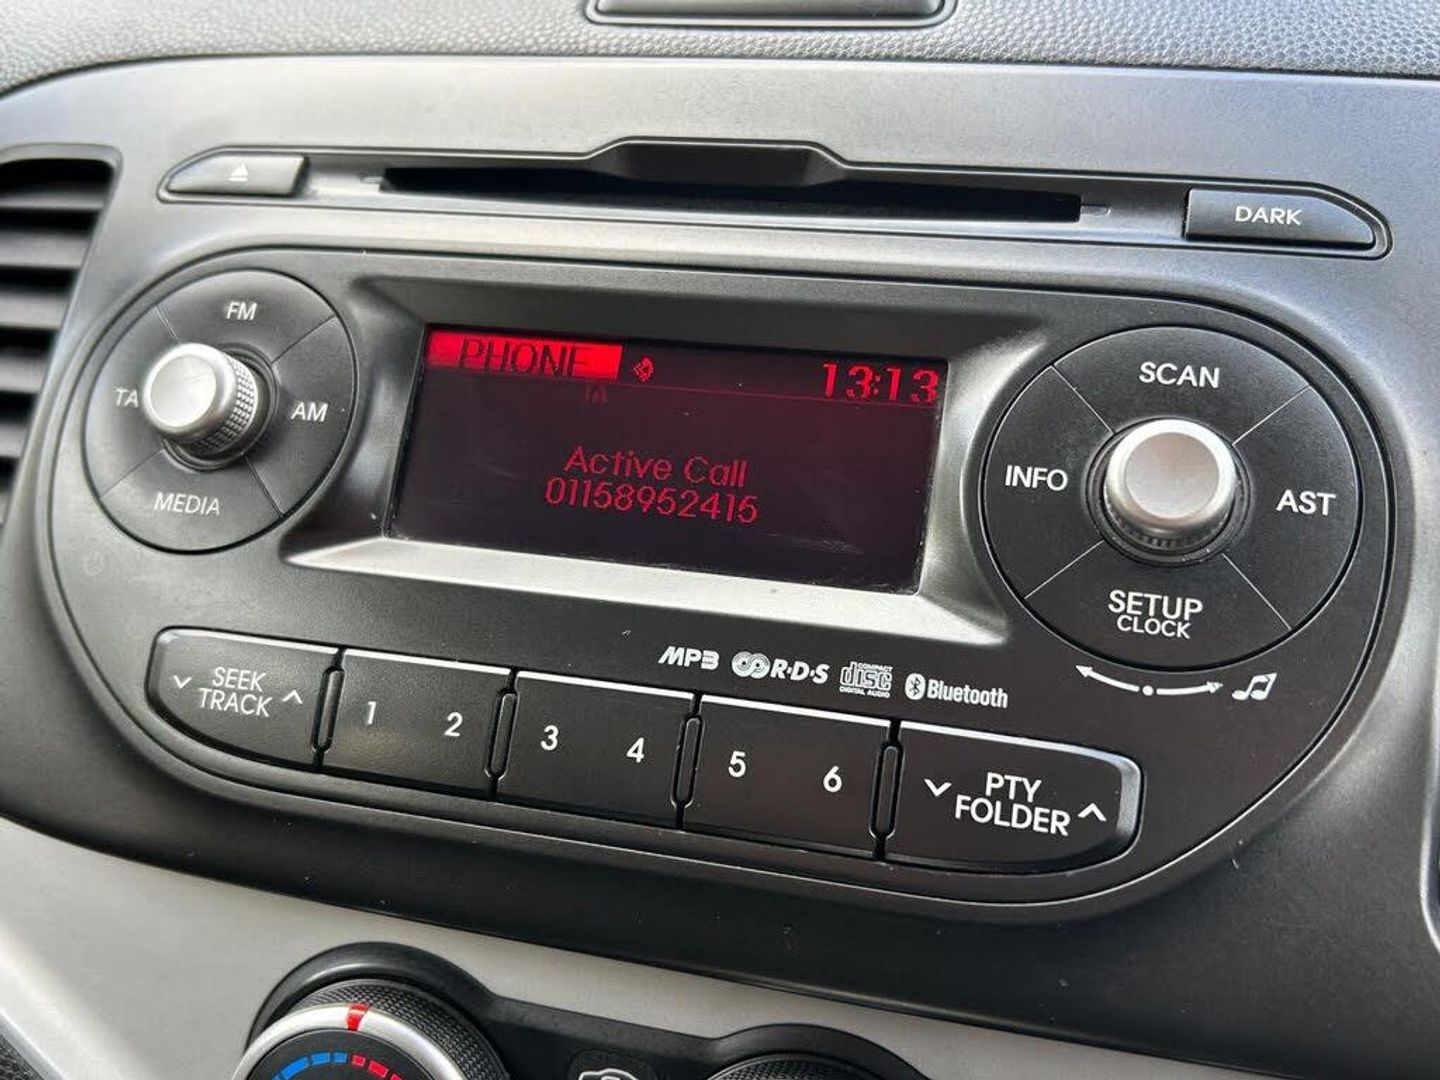 DARK
FM
TA
AM
MEDIA
PHONE
13:13
TA
Active Call
01158952415
SCAN
INFO
AST
SETUP
CLOCK
MP3 R·D·S COMPACT disc DIGITAL AUDIO Bluetooth
SEEK
TRACK
1 2 3 4 5 6
PTY
FOLDER